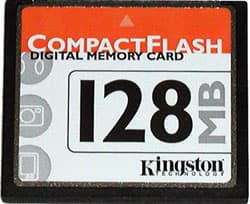 COMPACTFLASH
DIGITAL MEMORY CARD
128 MB
Kingston
TECHNOLOGY